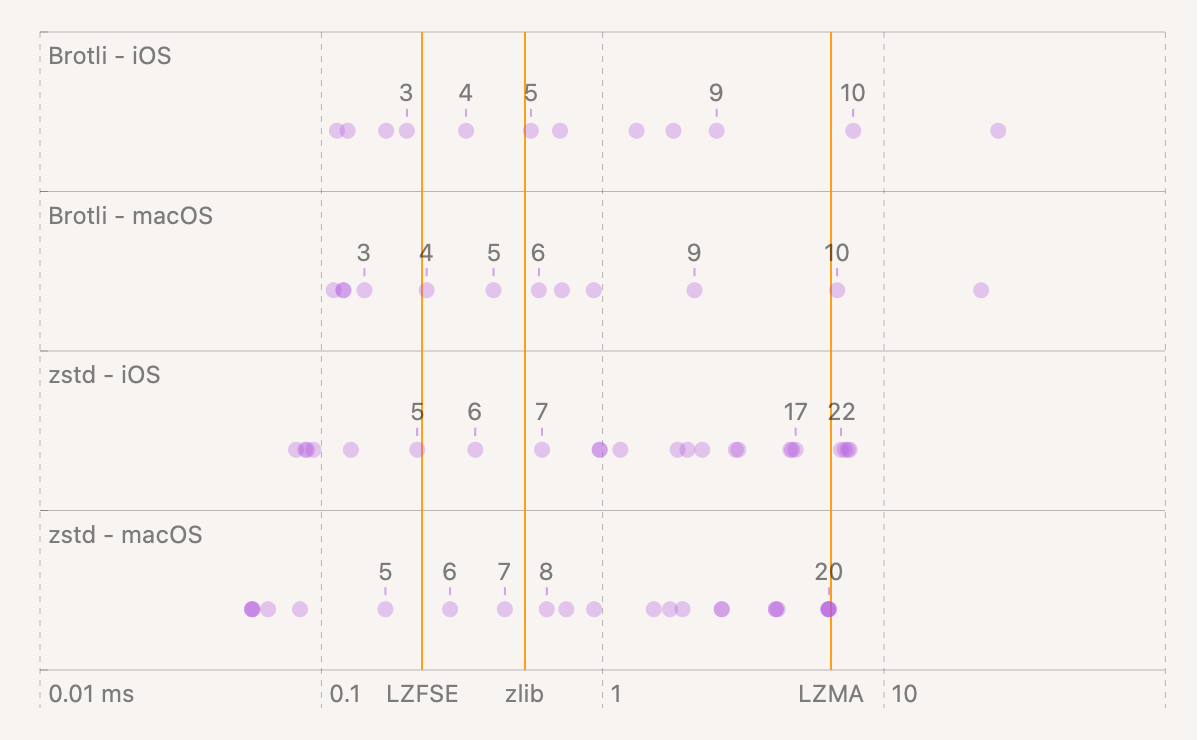 Brotli - iOS
3 4 5 9 10
Brotli - macOS
3 4 5 6 9 10
zstd - iOS
5 6 7 17 22
zstd - macOS
5 6 7 8 20
0.01 ms 0.1 LZFSE zlib 1 LZMA 10